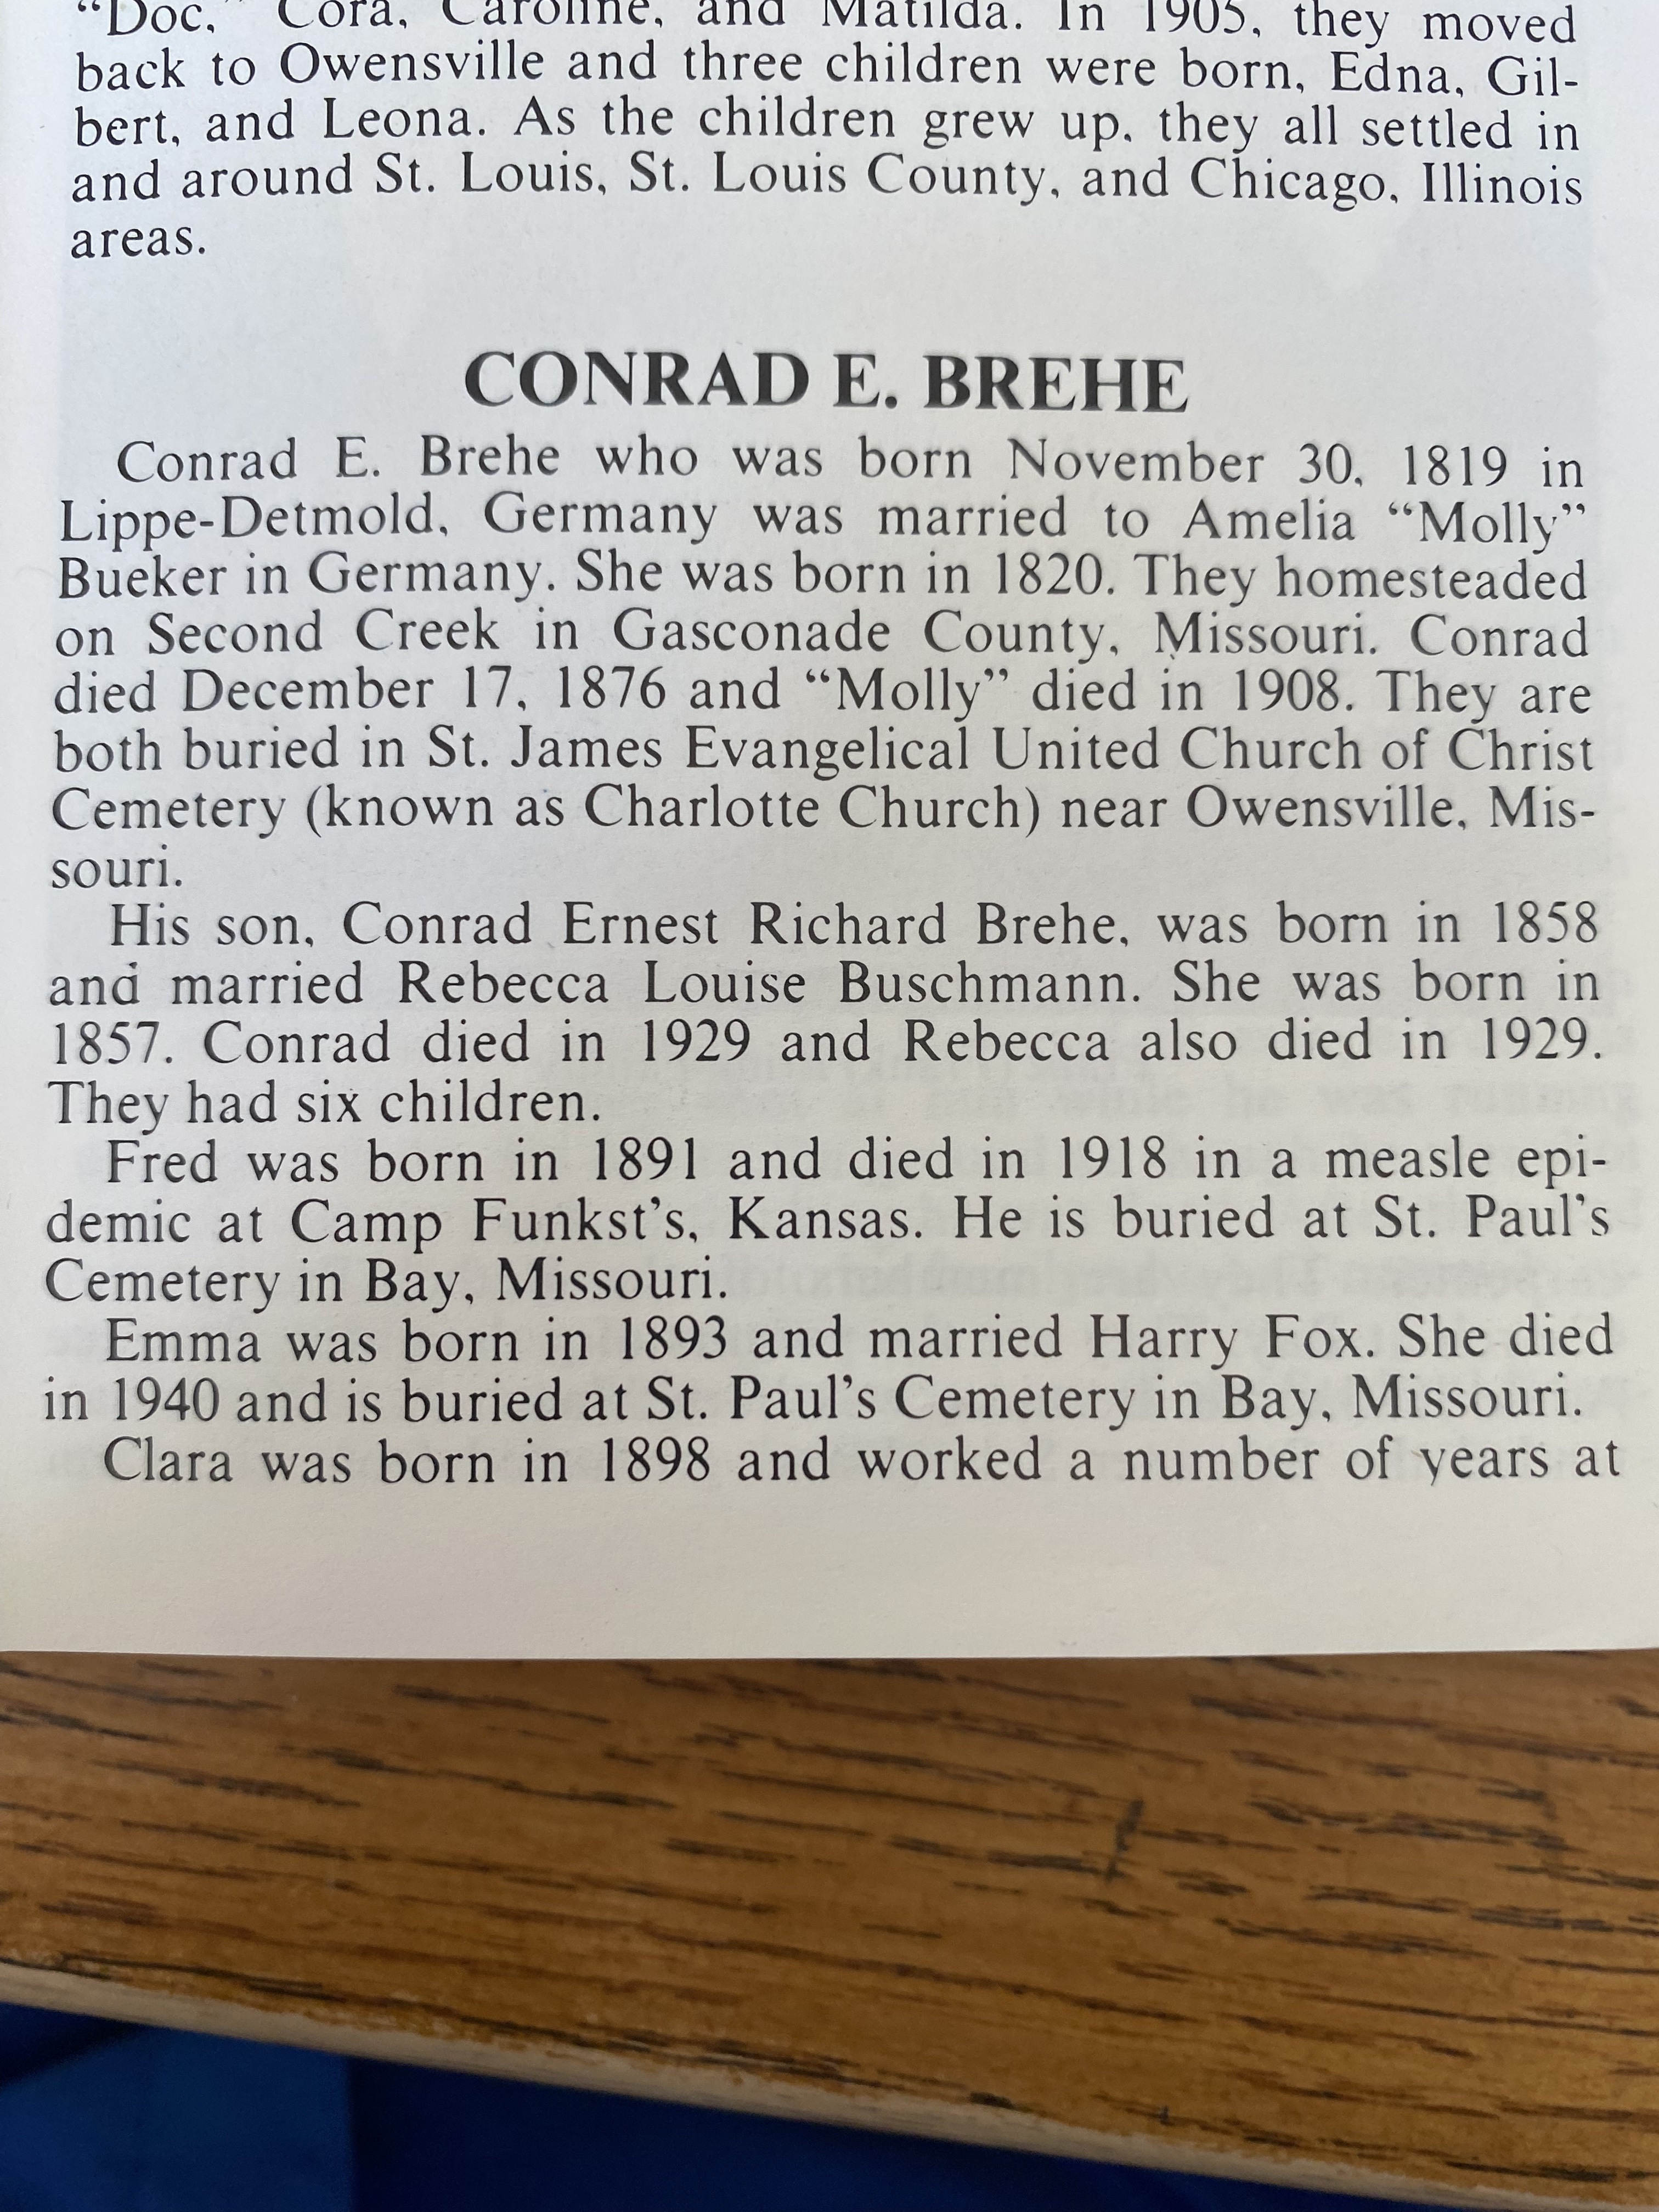 “Doc,” Cora, Caroline, and Matilda. In 1905, they moved
back to Owensville and three children were born, Edna, Gil-
bert, and Leona. As the children grew up, they all settled in
and around St. Louis, St. Louis County, and Chicago, Illinois
areas.
CONRAD E. BREHE
Conrad E. Brehe who was born November 30, 1819 in
Lippe-Detmold, Germany was married to Amelia “Molly”
Bueker in Germany. She was born in 1820. They homesteaded
on Second Creek in Gasconade County, Missouri. Conrad
died December 17, 1876 and “Molly” died in 1908. They are
both buried in St. James Evangelical United Church of Christ
Cemetery (known as Charlotte Church) near Owensville, Mis-
souri.
His son, Conrad Ernest Richard Brehe, was born in 1858
and married Rebecca Louise Buschmann. She was born in
1857. Conrad died in 1929 and Rebecca also died in 1929.
They had six children.
Fred was born in 1891 and died in 1918 in a measle epi-
demic at Camp Funkst’s, Kansas. He is buried at St. Paul’s
Cemetery in Bay, Missouri.
Emma was born in 1893 and married Harry Fox. She died
in 1940 and is buried at St. Paul’s Cemetery in Bay, Missouri.
Clara was born in 1898 and worked a number of years at